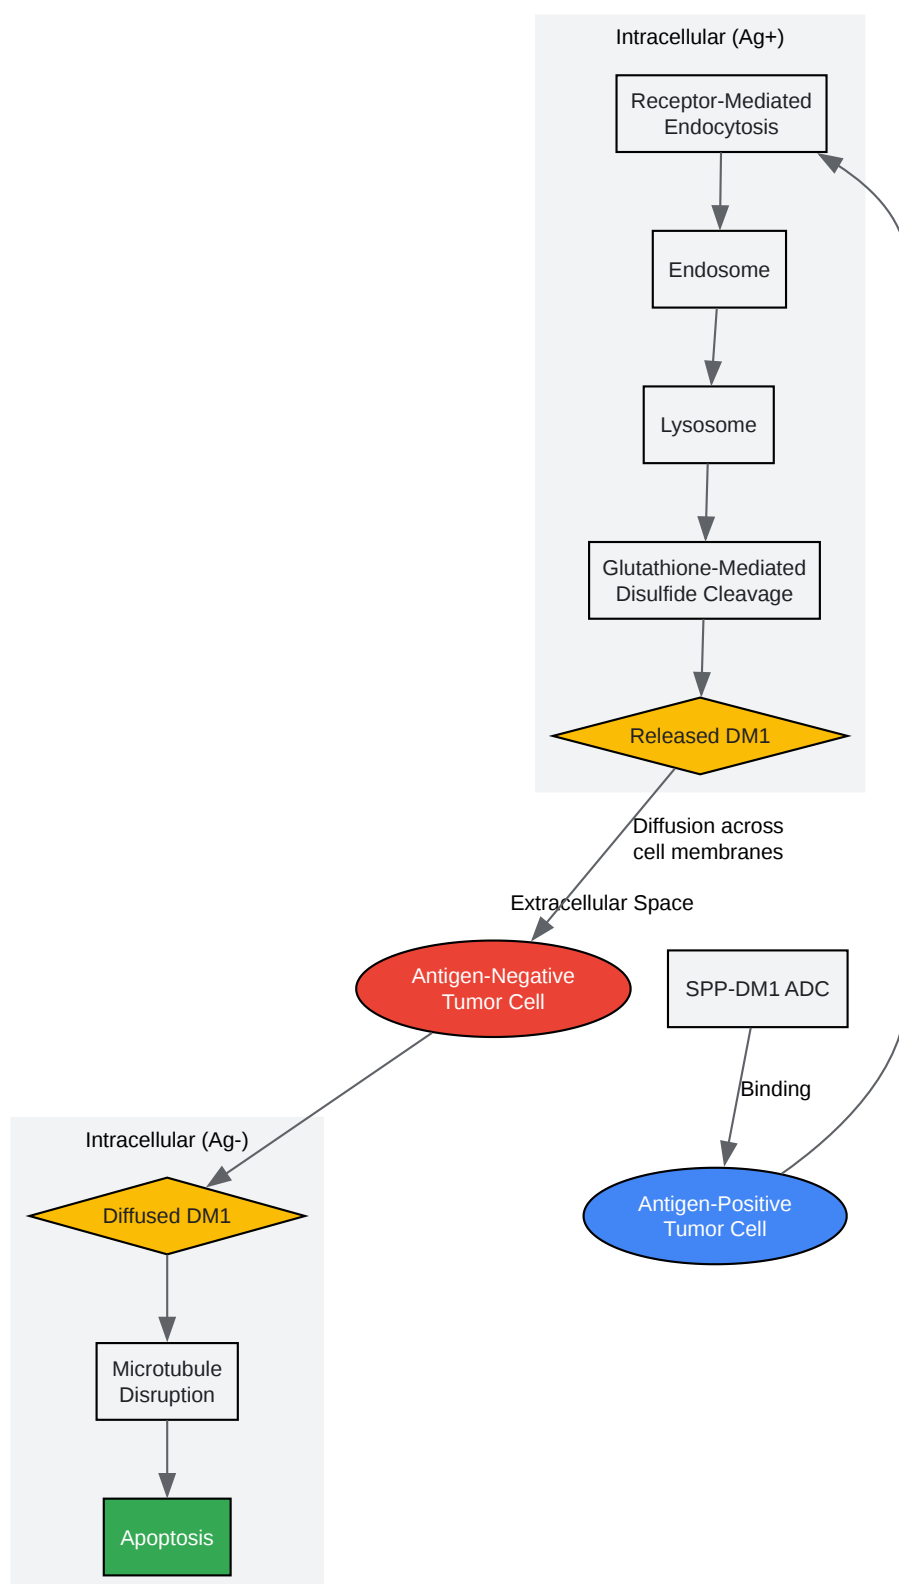 Intracellular (Ag+)
Receptor-Mediated
Endocytosis
Endosome
Lysosome
Glutathione-Mediated
Disulfide Cleavage
Released DM1
Diffusion across
cell membranes
Extracellular Space
Antigen-Negative
Tumor Cell
SPP-DM1 ADC
Binding
Intracellular (Ag-)
Diffused DM1
Antigen-Positive
Tumor Cell
Microtubule
Disruption
Apoptosis